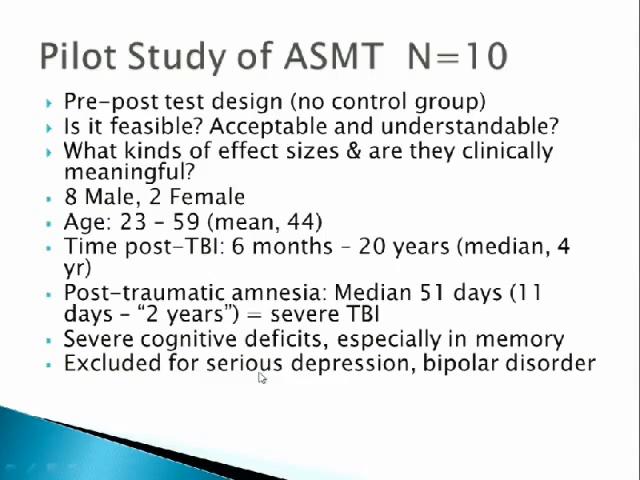 Pilot Study of ASMT N=10
Pre-post test design (no control group)
Is it feasible? Acceptable and understandable?
What kinds of effect sizes & are they clinically
meaningful?
8 Male, 2 Female
Age: 23 – 59 (mean, 44)
Time post-TBI: 6 months – 20 years (median, 4
yr)
Post-traumatic amnesia: Median 51 days (11
days – “2 years”) = severe TBI
Severe cognitive deficits, especially in memory
Excluded for serious depression, bipolar disorder